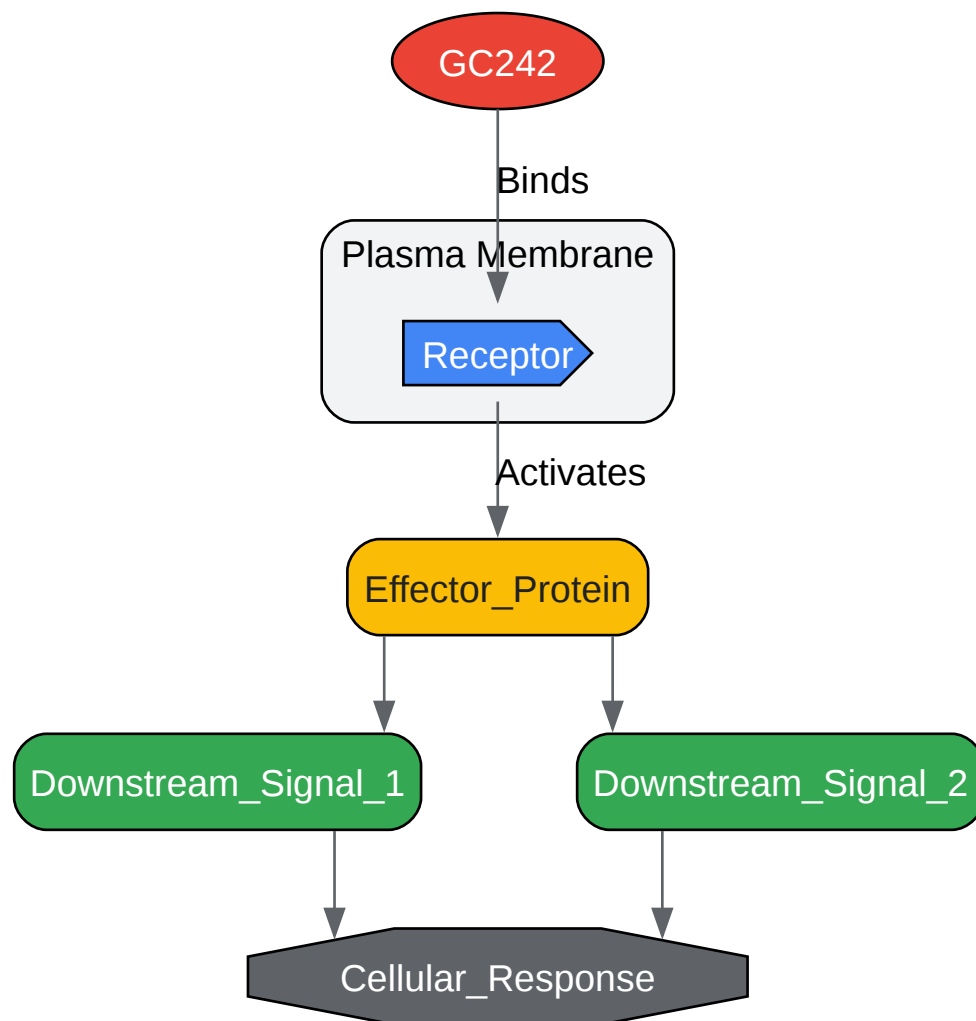 GC242
Binds
Plasma Membrane
Receptor
Activates
Effector_Protein
Downstream_Signal_1
Downstream_Signal_2
Cellular_Response